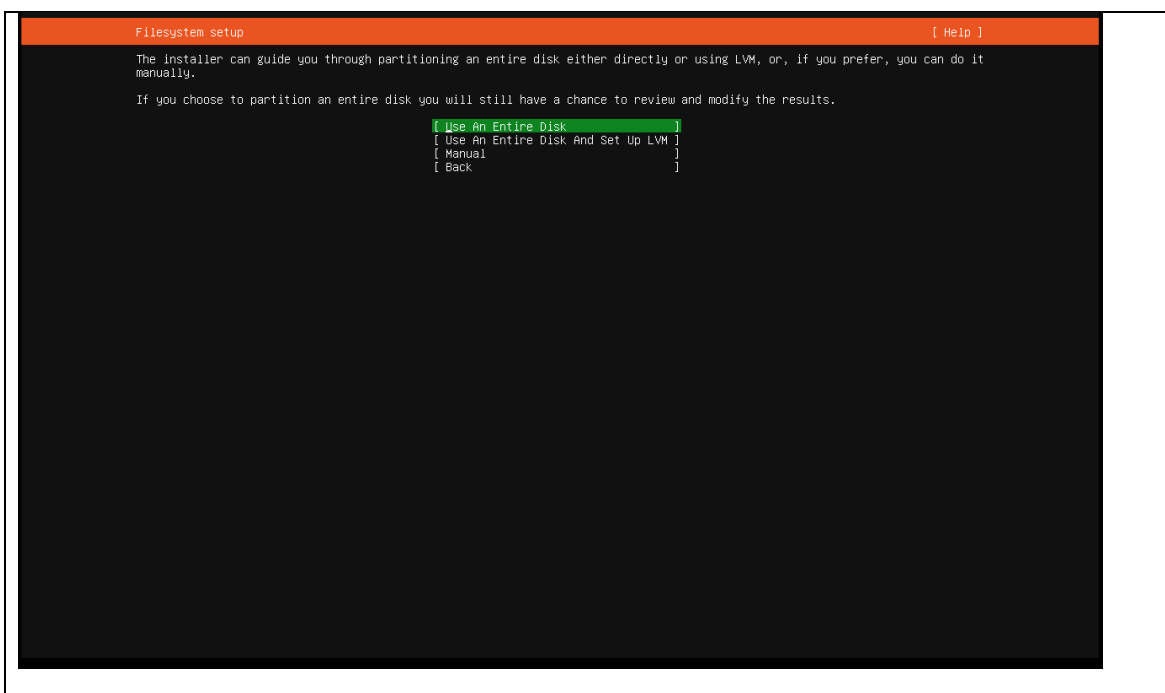 Filesystem setup [ Help ]
The installer can guide you through partitioning an entire disk either directly or using LVM, or, if you prefer, you can do it
manually.
If you choose to partition an entire disk you will still have a chance to review and modify the results.
[ Use An Entire Disk ]
[ Use An Entire Disk And Set Up LVM ]
[ Manual ]
[ Back ]